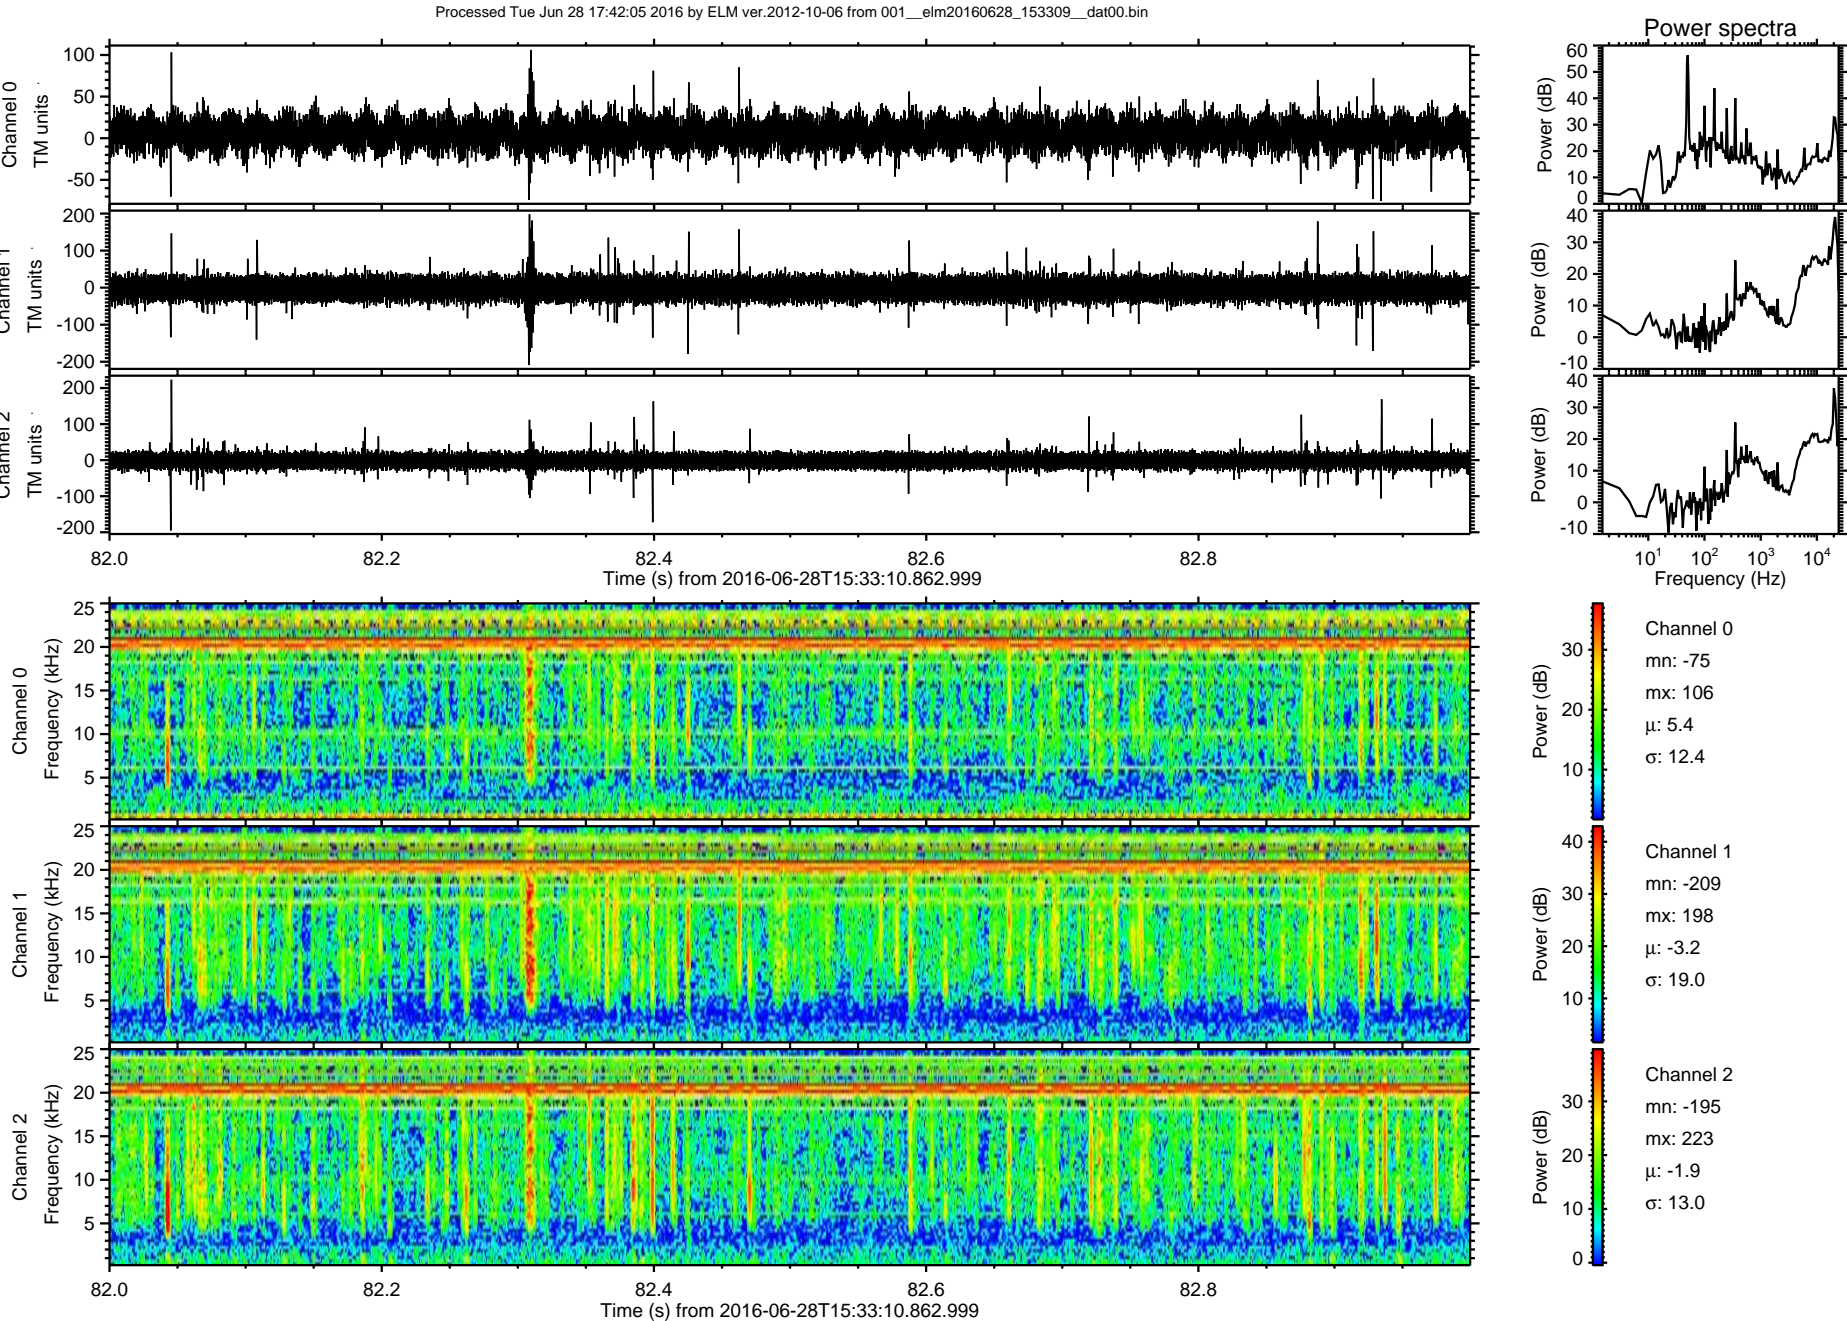 Processed Tue Jun 28 17:42:05 2016 by ELM ver.2012-10-06 from 001__elm20160628_153309__dat00.bin
Power spectra
Channel 0
TM units
100
50
0
-50
Power (dB)
60
50
40
30
20
10
0
Channel 1
TM units
200
100
0
-100
-200
Power (dB)
40
30
20
10
0
-10
Channel 2
TM units
200
100
0
-100
-200
Power (dB)
40
30
20
10
0
-10
82.0 82.2 82.4 82.6 82.8
Time (s) from 2016-06-28T15:33:10.862.999
10^1 10^2 10^3 10^4
Frequency (Hz)
Channel 0
Frequency (kHz)
25
20
15
10
5
Power (dB)
30
20
10
Channel 0
mn: -75
mx: 106
μ: 5.4
σ: 12.4
Channel 1
Frequency (kHz)
25
20
15
10
5
Power (dB)
40
30
20
10
Channel 1
mn: -209
mx: 198
μ: -3.2
σ: 19.0
Channel 2
Frequency (kHz)
25
20
15
10
5
Power (dB)
30
20
10
0
Channel 2
mn: -195
mx: 223
μ: -1.9
σ: 13.0
82.0 82.2 82.4 82.6 82.8
Time (s) from 2016-06-28T15:33:10.862.999